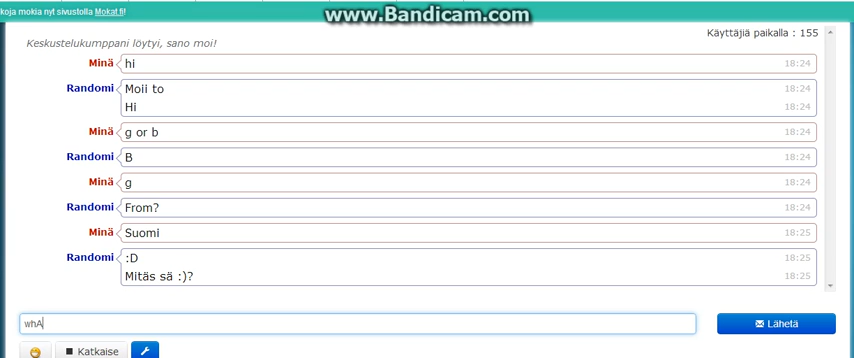 koja mokia nyt sivustolla Mokat.fi!
www.Bandicam.com
Käyttäjiä paikalla : 155
Keskustelukumppani löytyi, sano moi!
Minä hi 18:24
Randomi Moii to 18:24
Hi 18:24
Minä g or b 18:24
Randomi B 18:24
Minä g 18:24
Randomi From? 18:24
Minä Suomi 18:25
Randomi :D 18:25
Mitäs sä :)? 18:25
whA
Lähetä
Katkaise